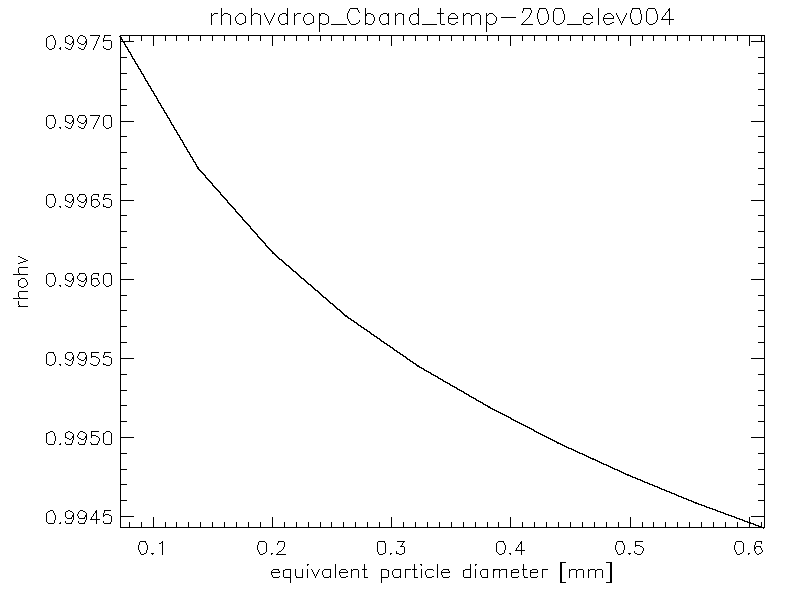 rhohvdrop_Cband_temp-200_elev004
0.9975
0.9970
0.9965
0.9960
0.9955
0.9950
0.9945
rhohv
0.1 0.2 0.3 0.4 0.5 0.6
equivalent particle diameter [mm]